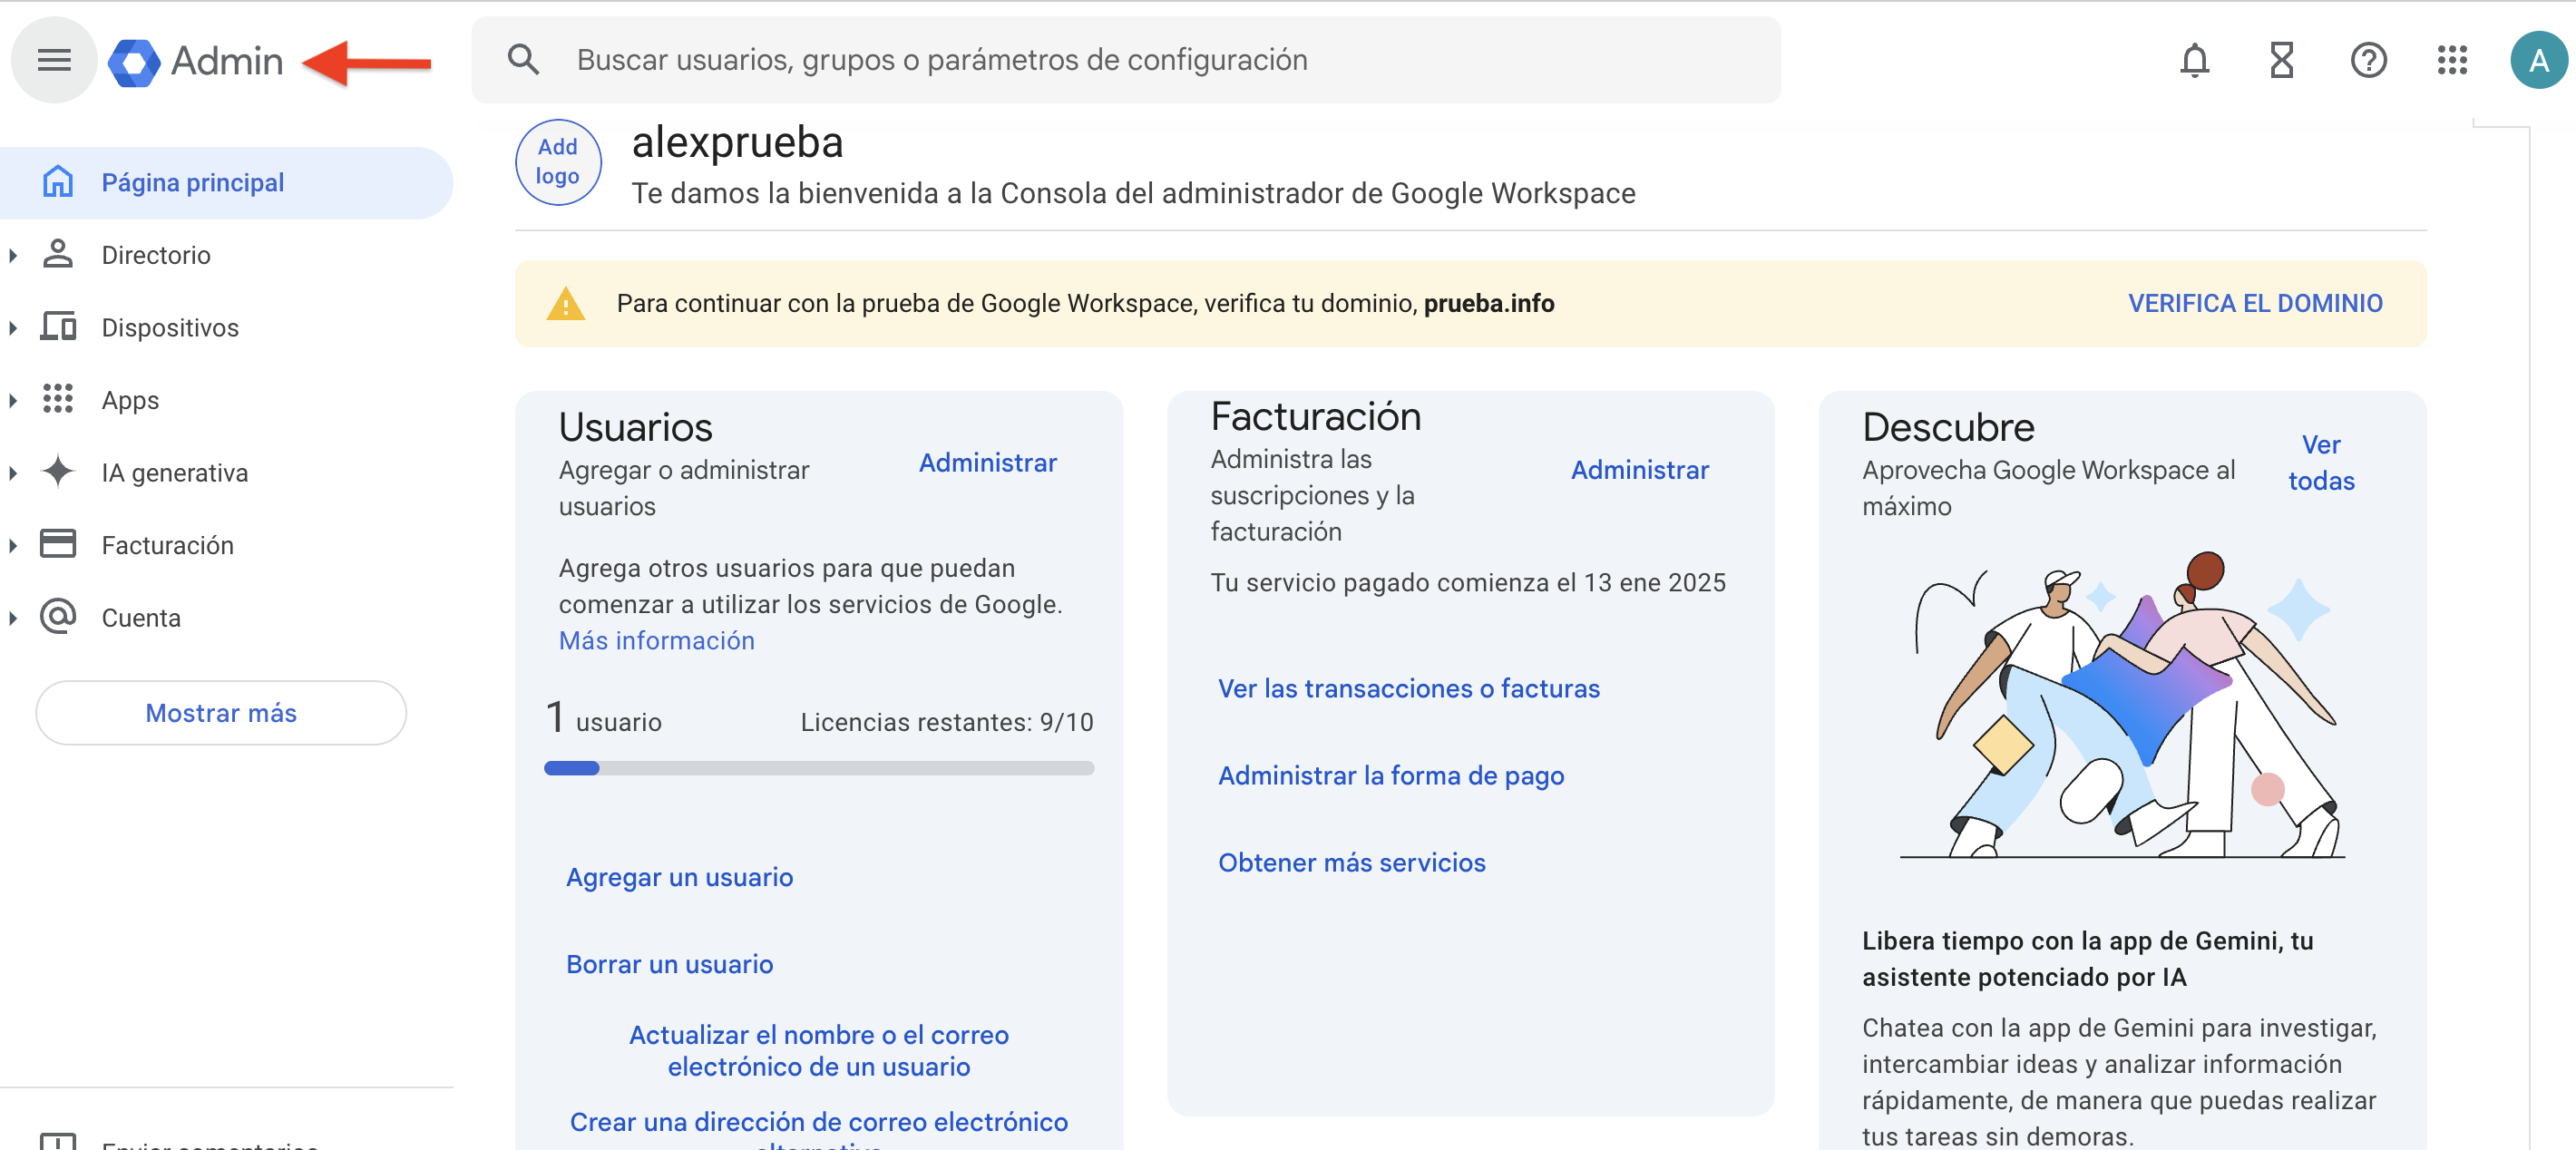 Admin
Buscar usuarios, grupos o parámetros de configuración
A
Página principal
Directorio
Dispositivos
Apps
IA generativa
Facturación
Cuenta
Mostrar más
Enviar comentarios
Add
logo
alexprueba
Te damos la bienvenida a la Consola del administrador de Google Workspace
Para continuar con la prueba de Google Workspace, verifica tu dominio, prueba.info
VERIFICA EL DOMINIO
Usuarios
Agregar o administrar
usuarios
Administrar
Agrega otros usuarios para que puedan
comenzar a utilizar los servicios de Google.
Más información
1 usuario
Licencias restantes: 9/10
Agregar un usuario
Borrar un usuario
Actualizar el nombre o el correo
electrónico de un usuario
Crear una dirección de correo electrónico
Facturación
Administra las
suscripciones y la
facturación
Administrar
Tu servicio pagado comienza el 13 ene 2025
Ver las transacciones o facturas
Administrar la forma de pago
Obtener más servicios
Descubre
Aprovecha Google Workspace al
máximo
Ver
todas
Libera tiempo con la app de Gemini, tu
asistente potenciado por IA
Chatea con la app de Gemini para investigar,
intercambiar ideas y analizar información
rápidamente, de manera que puedas realizar
tus tareas sin demoras.